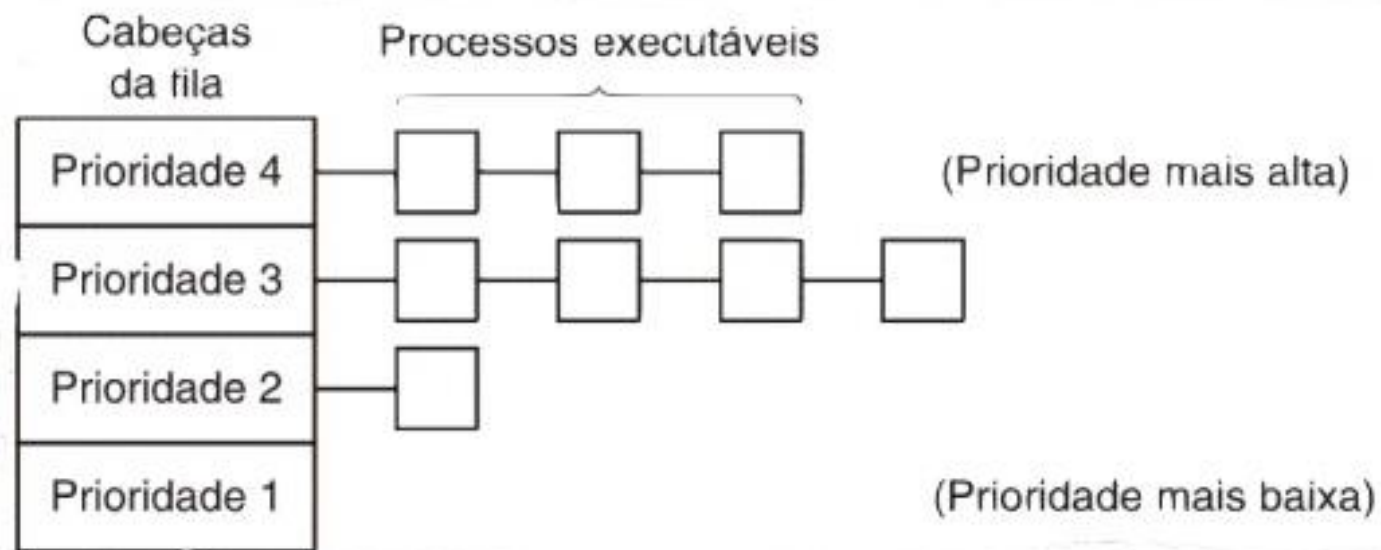 Cabeças
da fila
Processos executáveis
Prioridade 4
(Prioridade mais alta)
Prioridade 3
Prioridade 2
Prioridade 1
(Prioridade mais baixa)